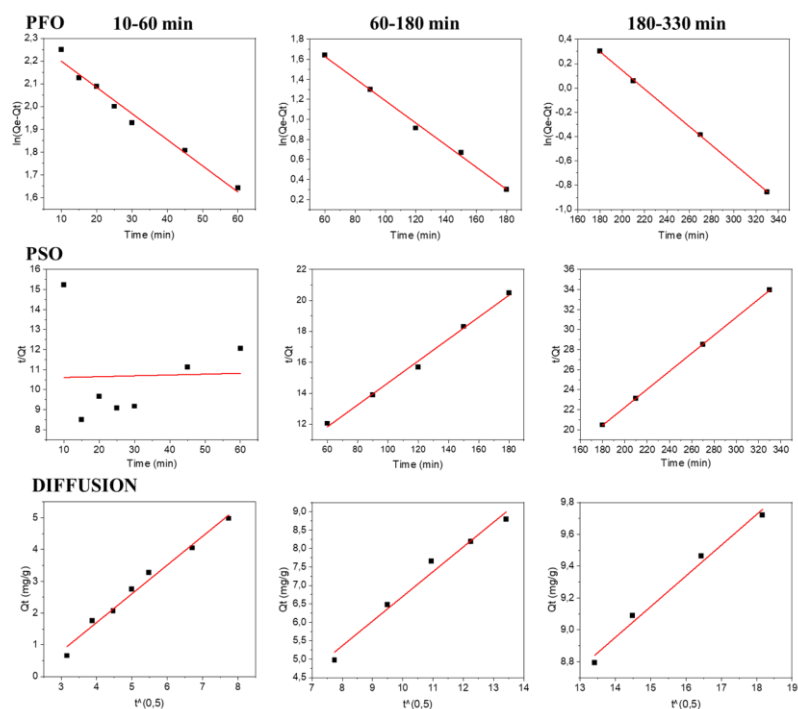 PFO 10-60 min 60-180 min 180-330 min
2,3
2,2
2,1
2,0
1,9
1,8
1,7
1,6
ln(Qe-Qt)
10 20 30 40 50 60
Time (min)
1,8
1,6
1,4
1,2
1,0
0,8
0,6
0,4
0,2
ln(Qe-Qt)
60 80 100 120 140 160 180
Time (min)
0,4
0,2
0,0
-0,2
-0,4
-0,6
-0,8
-1,0
ln(Qe-Qt)
160 180 200 220 240 260 280 300 320 340
Time (min)
PSO
16
15
14
13
12
11
10
9
8
t/Qt
10 20 30 40 50 60
Time (min)
22
20
18
16
14
12
t/Qt
60 80 100 120 140 160 180
Time (min)
36
34
32
30
28
26
24
22
20
t/Qt
160 180 200 220 240 260 280 300 320 340
Time (min)
DIFFUSION
5
4
3
2
1
0
Qt (mg/g)
3 4 5 6 7 8
t^(0,5)
9,0
8,5
8,0
7,5
7,0
6,5
6,0
5,5
5,0
4,5
Qt (mg/g)
7 8 9 10 11 12 13 14
t^(0,5)
9,8
9,6
9,4
9,2
9,0
8,8
Qt (mg/g)
13 14 15 16 17 18 19
t^(0,5)